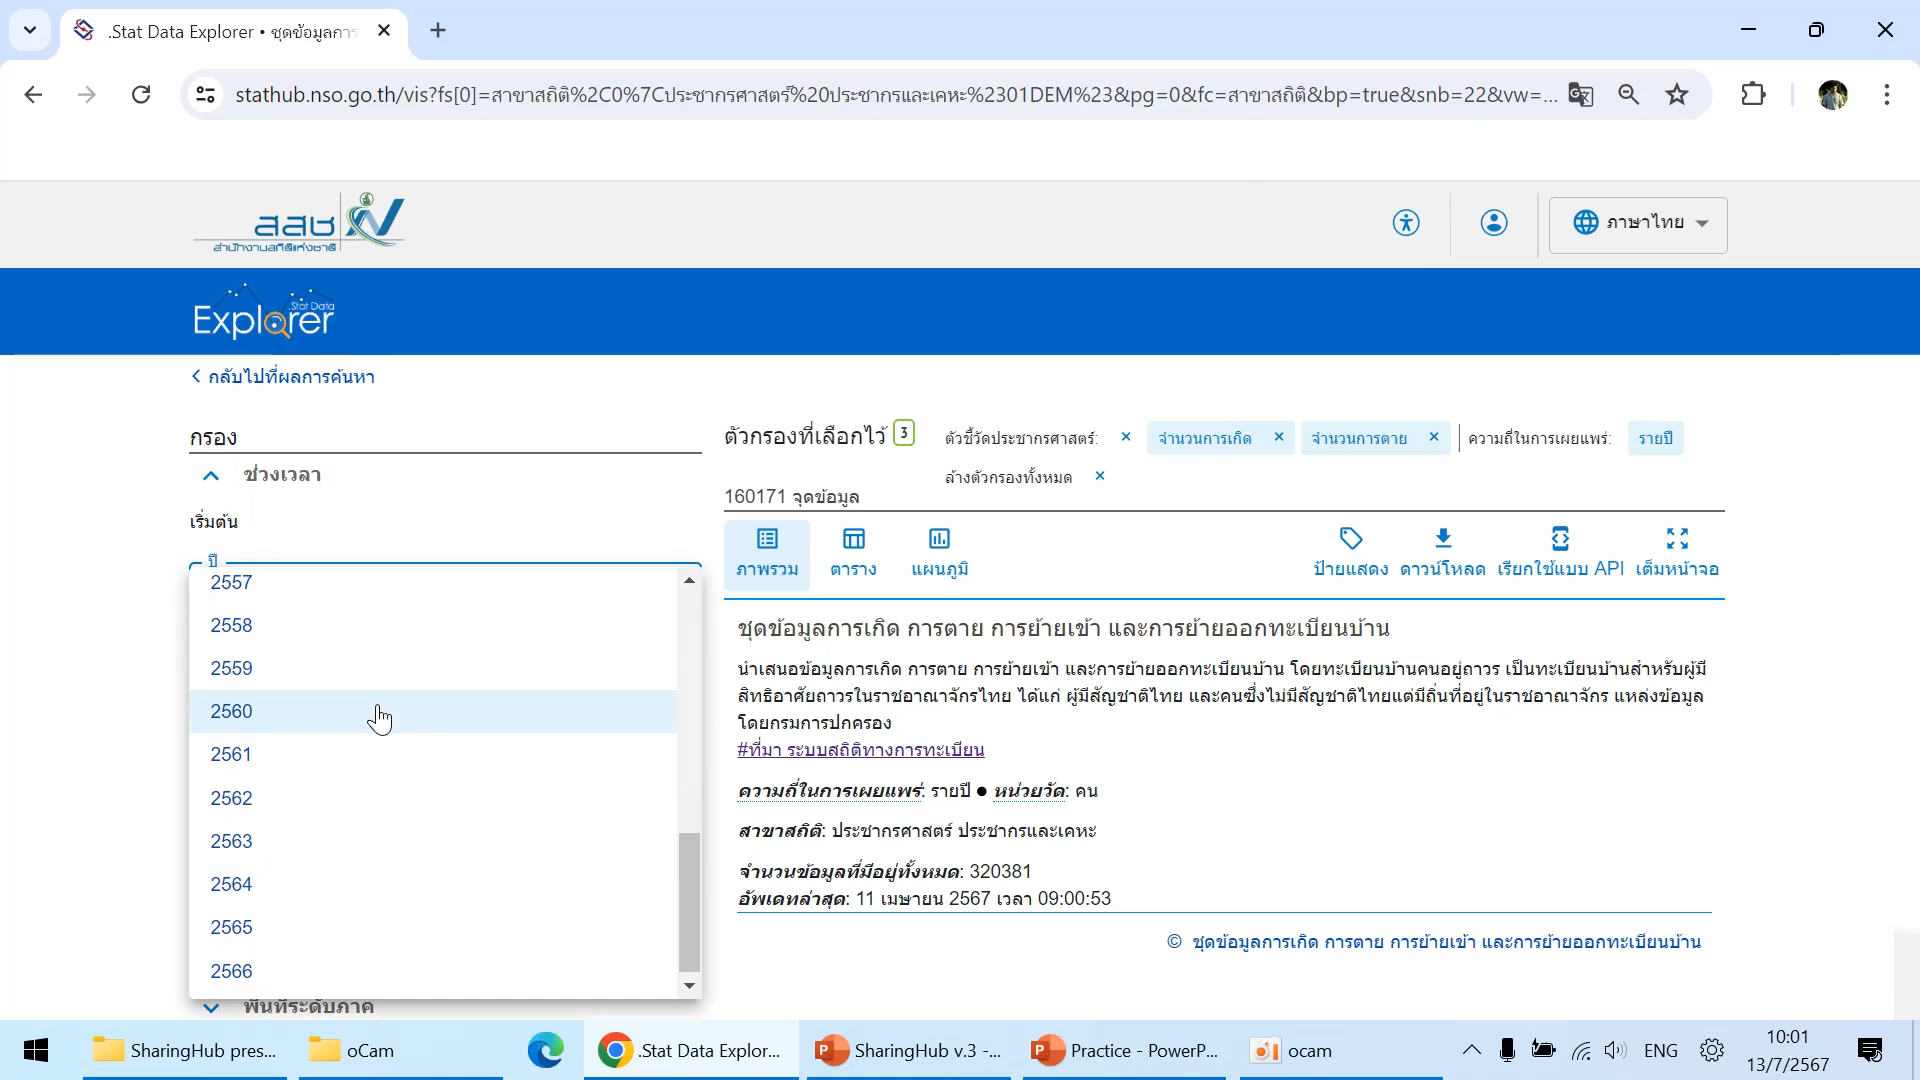 .Stat Data Explorer • ชุดข้อมูลการ
stathub.nso.go.th/vis?fs[0]=สาขาสถิติ%2C0%7Cประชากรศาสตร์%20ประชากรและเคหะ%2301DEM%23&pg=0&fc=สาขาสถิติ&bp=true&snb=22&vw=...
สสช
สำนักงานสถิติแห่งชาติ
ภาษาไทย
.Stat Data
Explorer
กลับไปที่ผลการค้นหา
กรอง
ช่วงเวลา
เริ่มต้น
ปี
2557
2558
2559
2560
2561
2562
2563
2564
2565
2566
พื้นที่ระดับภาค
ตัวกรองที่เลือกไว้ 3
ตัวชี้วัดประชากรศาสตร์: × จำนวนการเกิด × จำนวนการตาย × ความถี่ในการเผยแพร่: รายปี
ล้างตัวกรองทั้งหมด ×
160171 จุดข้อมูล
ภาพรวม ตาราง แผนภูมิ ป้ายแสดง ดาวน์โหลด เรียกใช้แบบ API เต็มหน้าจอ
ชุดข้อมูลการเกิด การตาย การย้ายเข้า และการย้ายออกทะเบียนบ้าน
นำเสนอข้อมูลการเกิด การตาย การย้ายเข้า และการย้ายออกทะเบียนบ้าน โดยทะเบียนบ้านคนอยู่ถาวร เป็นทะเบียนบ้านสำหรับผู้มี
สิทธิอาศัยถาวรในราชอาณาจักรไทย ได้แก่ ผู้มีสัญชาติไทย และคนซึ่งไม่มีสัญชาติไทยแต่มีถิ่นที่อยู่ในราชอาณาจักร แหล่งข้อมูล
โดยกรมการปกครอง
#ที่มา ระบบสถิติทางการทะเบียน
ความถี่ในการเผยแพร่: รายปี ● หน่วยวัด: คน
สาขาสถิติ: ประชากรศาสตร์ ประชากรและเคหะ
จำนวนข้อมูลที่มีอยู่ทั้งหมด: 320381
อัพเดทล่าสุด: 11 เมษายน 2567 เวลา 09:00:53
© ชุดข้อมูลการเกิด การตาย การย้ายเข้า และการย้ายออกทะเบียนบ้าน
SharingHub pres... oCam .Stat Data Explor... SharingHub v.3 -... Practice - PowerP... ocam ENG
10:01
13/7/2567